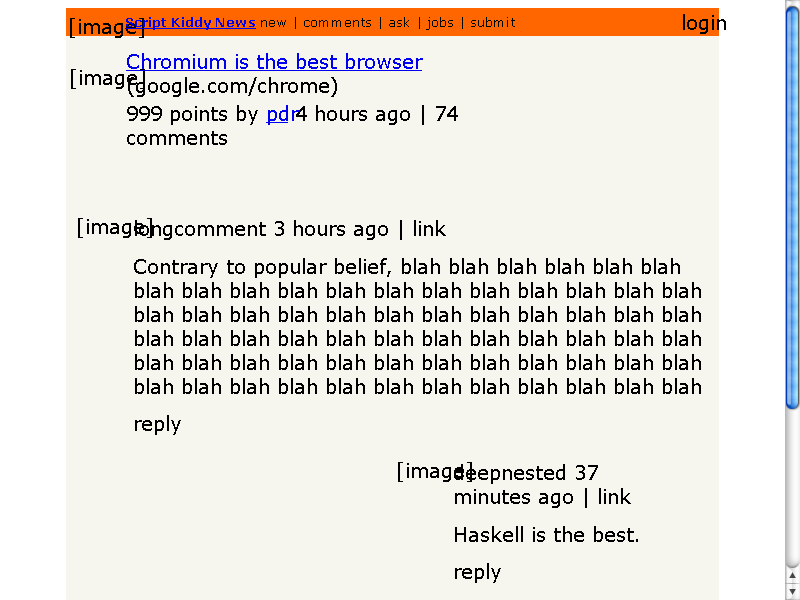 [image] Script Kiddy News new | comments | ask | jobs | submit login
[image] Chromium is the best browser
(google.com/chrome)
999 points by pdr 4 hours ago | 74
comments
[image] longcomment 3 hours ago | link
Contrary to popular belief, blah blah blah blah blah blah
blah blah blah blah blah blah blah blah blah blah blah blah
blah blah blah blah blah blah blah blah blah blah blah blah
blah blah blah blah blah blah blah blah blah blah blah blah
blah blah blah blah blah blah blah blah blah blah blah blah
blah blah blah blah blah blah blah blah blah blah blah blah
reply
[image] deepnested 37
minutes ago | link
Haskell is the best.
reply